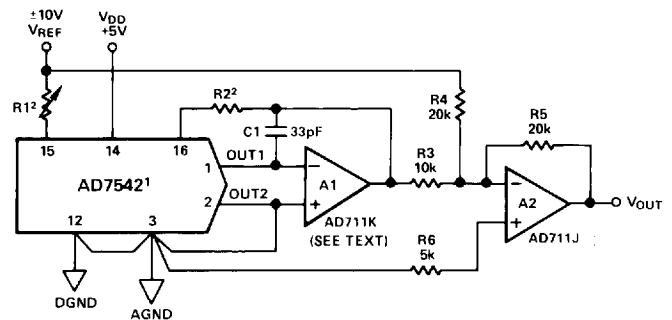 ±10V
VREF
VDD
+5V
R1²
R2²
C1
33pF
R4
20k
R5
20k
15
14
16
1
OUT1
AD7542¹
2
OUT2
12
3
A1
AD711K
(SEE TEXT)
R3
10k
A2
AD711J
VOUT
R6
5k
DGND
AGND